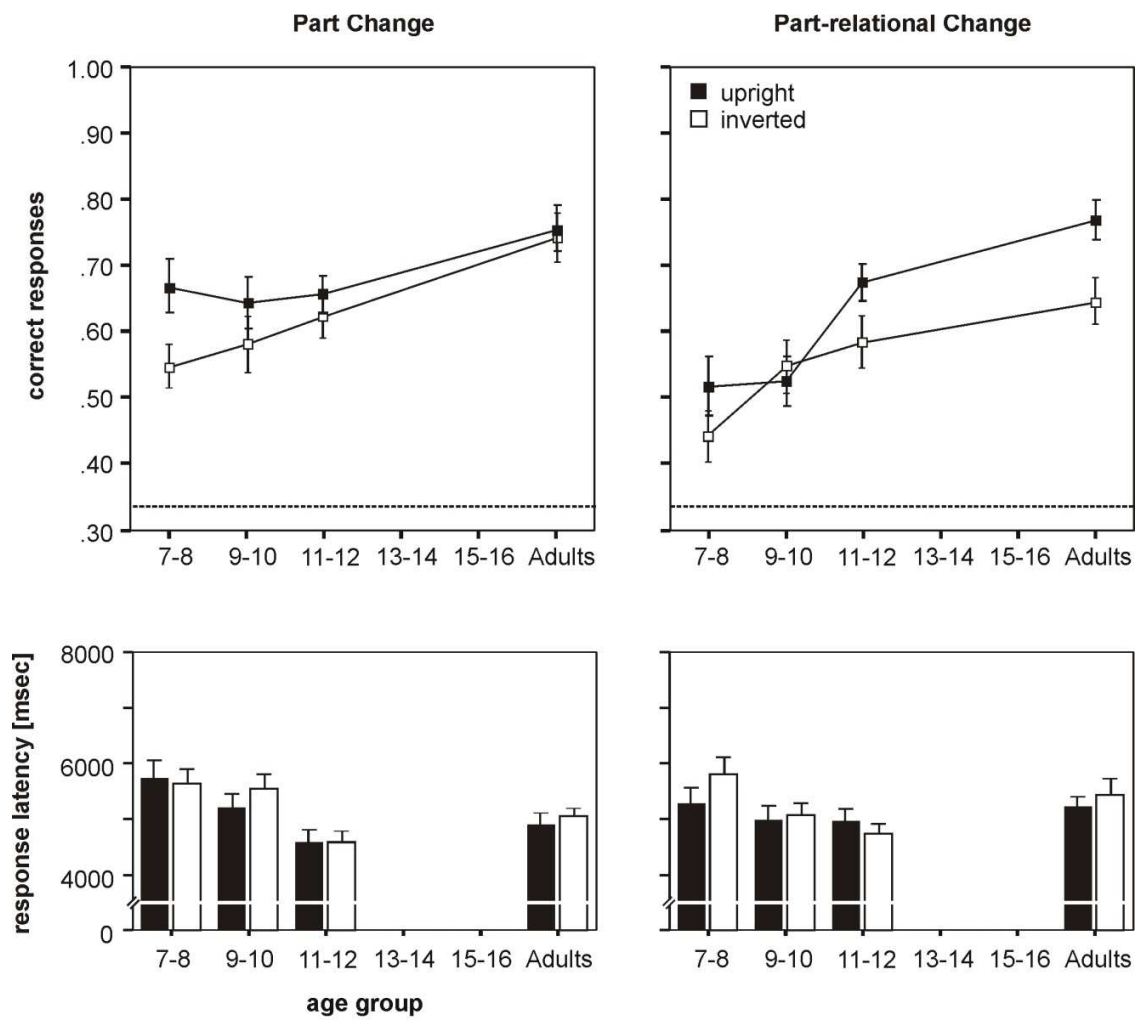 Part Change
Part-relational Change
correct responses
1.00
.90
.80
.70
.60
.50
.40
.30
7-8 9-10 11-12 13-14 15-16 Adults
upright
inverted
7-8 9-10 11-12 13-14 15-16 Adults
response latency [msec]
8000
6000
4000
0
7-8 9-10 11-12 13-14 15-16 Adults
age group
7-8 9-10 11-12 13-14 15-16 Adults